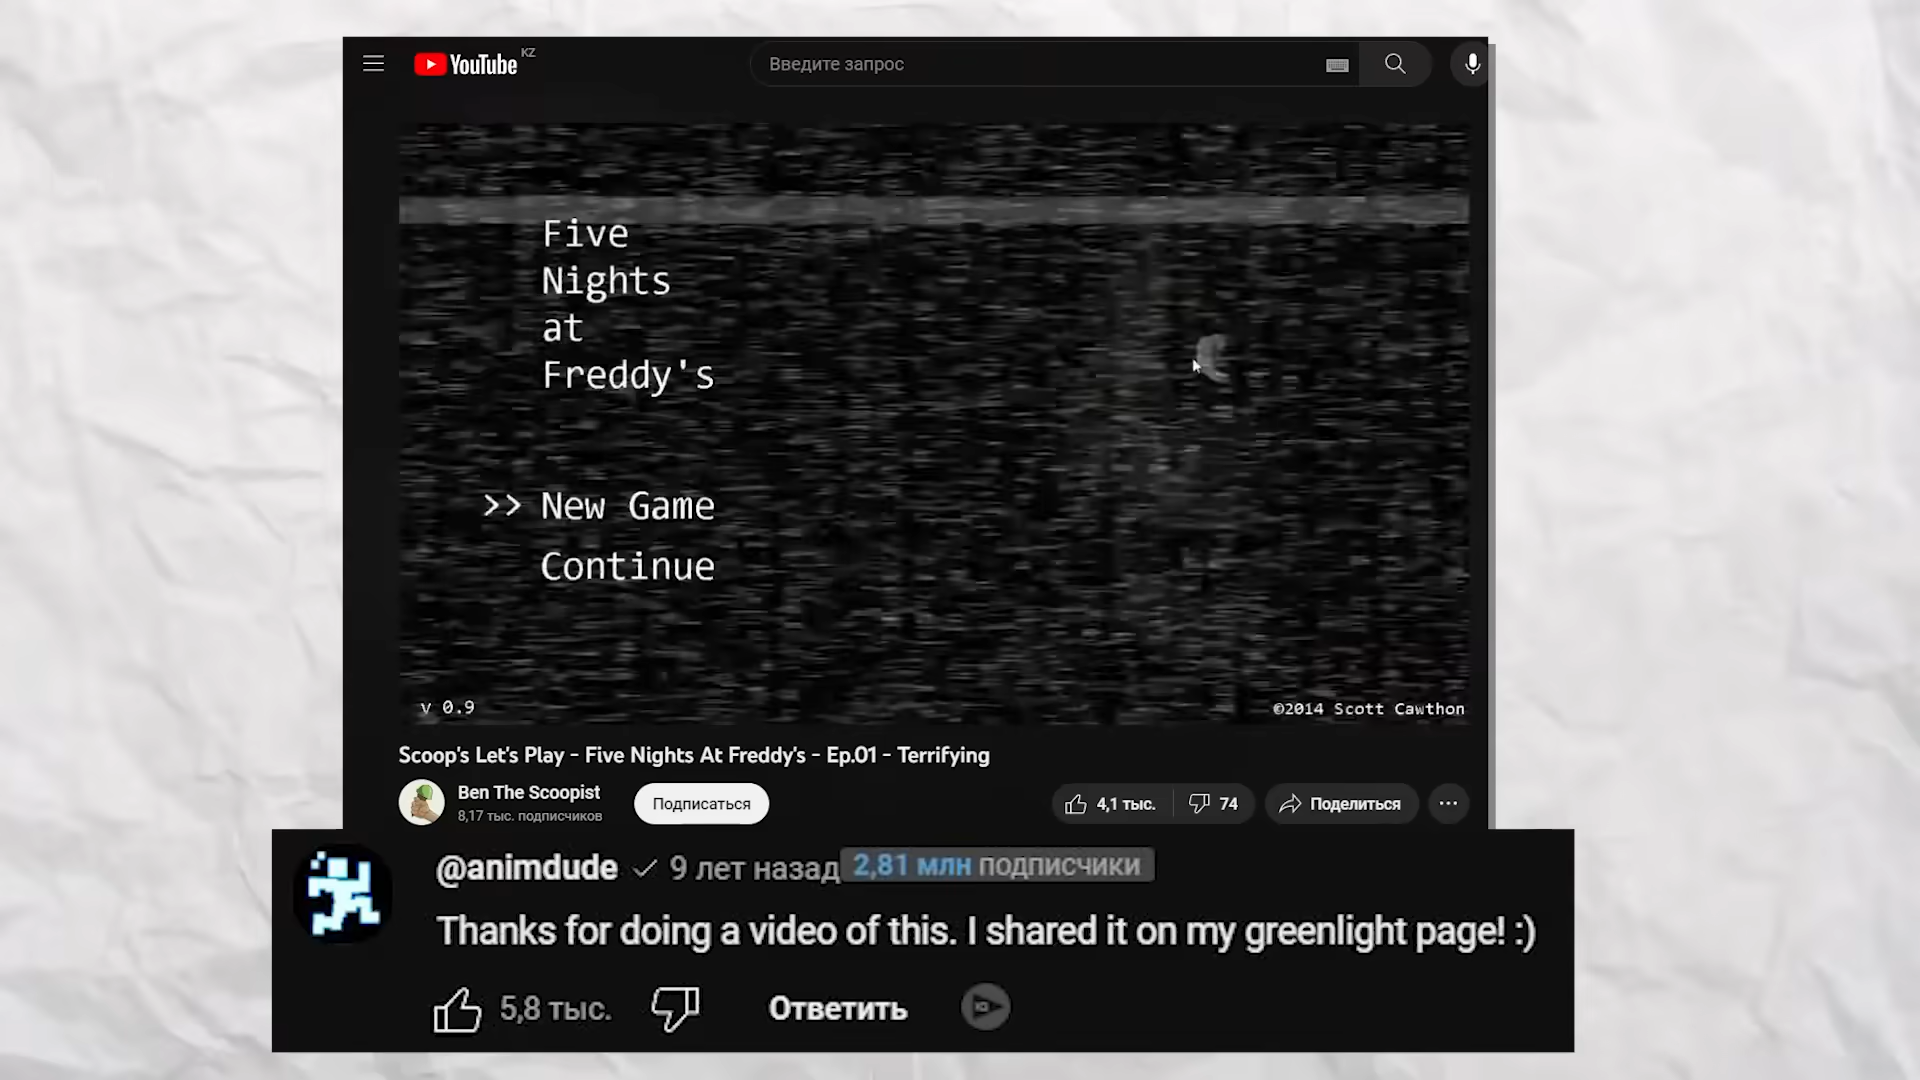 YouTube KZ
Введите запрос
Five
Nights
at
Freddy's
>> New Game
Continue
v 0.9
©2014 Scott Cawthon
Scoop's Let's Play - Five Nights At Freddy's - Ep.01 - Terrifying
Ben The Scoopist
8,17 тыс. подписчиков
Подписаться
4,1 тыс.
74
Поделиться
@animdude 9 лет назад 2,81 млн подписчики
Thanks for doing a video of this. I shared it on my greenlight page! :)
5,8 тыс.
Ответить